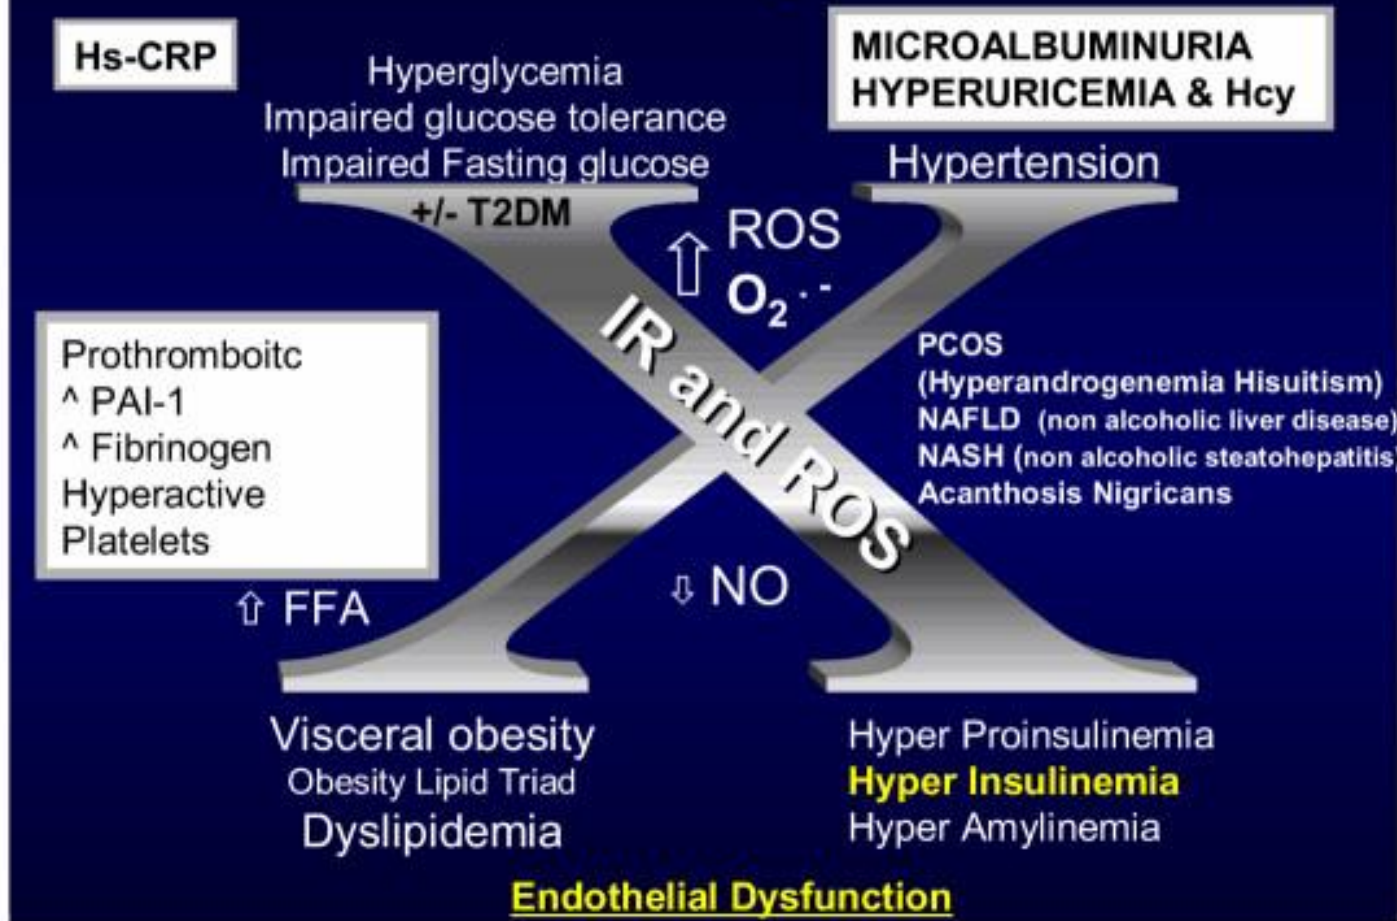 Hs-CRP
Hyperglycemia
Impaired glucose tolerance
Impaired Fasting glucose
+/- T2DM
MICROALBUMINURIA
HYPERURICEMIA & Hcy
Hypertension
⇧ ROS
O₂ · -
IR and ROS
Prothromboitc
^ PAI-1
^ Fibrinogen
Hyperactive
Platelets
PCOS
(Hyperandrogenemia Hisuitism)
NAFLD (non alcoholic liver disease)
NASH (non alcoholic steatohepatitis)
Acanthosis Nigricans
⇧ FFA
⇩ NO
Visceral obesity
Obesity Lipid Triad
Dyslipidemia
Hyper Proinsulinemia
Hyper Insulinemia
Hyper Amylinemia
Endothelial Dysfunction